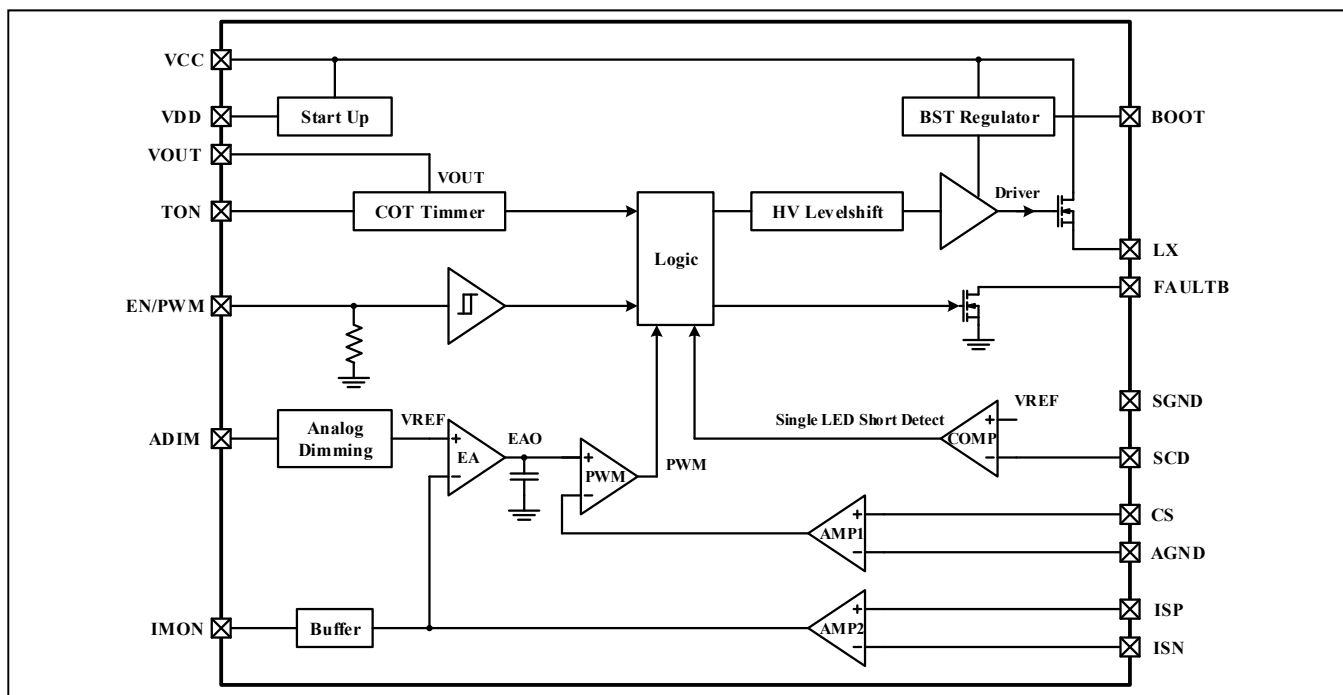 VCC
VDD
Start Up
BST Regulator
BOOT
VOUT
VOUT
TON
COT Timmer
Logic
HV Levelshift
Driver
LX
EN/PWM
FAULTB
ADIM
Analog
Dimming
VREF
+
EA
−
EAO
+
PWM
−
PWM
Single LED Short Detect
+
COMP
−
VREF
SGND
SCD
+
AMP1
−
CS
AGND
IMON
Buffer
+
AMP2
−
ISP
ISN